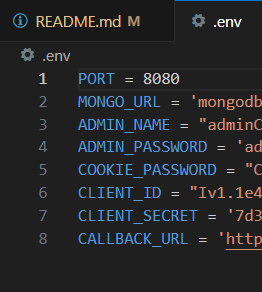 README.md M .env
.env
1 PORT = 8080
2 MONGO_URL = 'mongodb
3 ADMIN_NAME = "adminC
4 ADMIN_PASSWORD = 'ad
5 COOKIE_PASSWORD = "C
6 CLIENT_ID = "Iv1.1e4
7 CLIENT_SECRET = '7d3
8 CALLBACK_URL = 'http